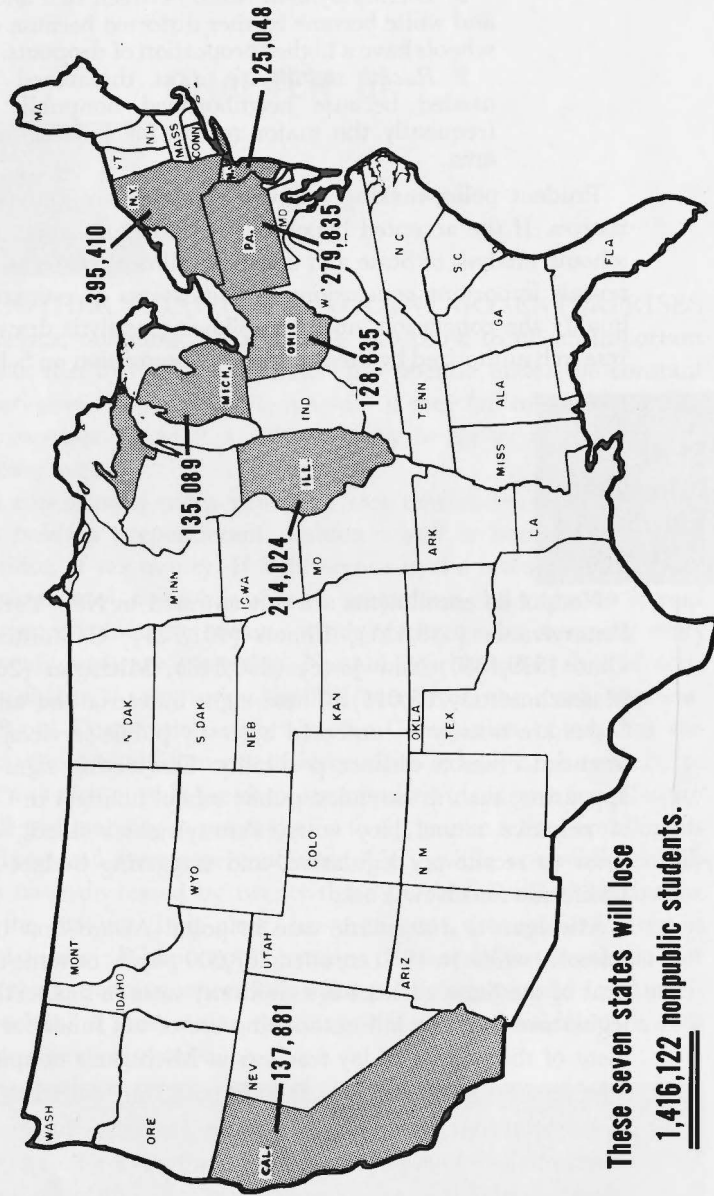 WASH
MONT
N. DAK
MINN
ORE
IDAHO
WYO
S. DAK
IOWA
NEB
NEV
UTAH
COLO
KAN
MO
CAL.
137,881
ARIZ
N M
OKLA
TEX
ARK
LA
135,089
MICH.
214,024
ILL.
IND
OHIO
128,835
TENN
MISS
ALA
GA
FLA
S.C
N C
395,410
N.Y.
PA.
279,835
MD
125,048
VT
N H
MASS
CONN
MA
These seven states will lose
1,416,122 nonpublic students.